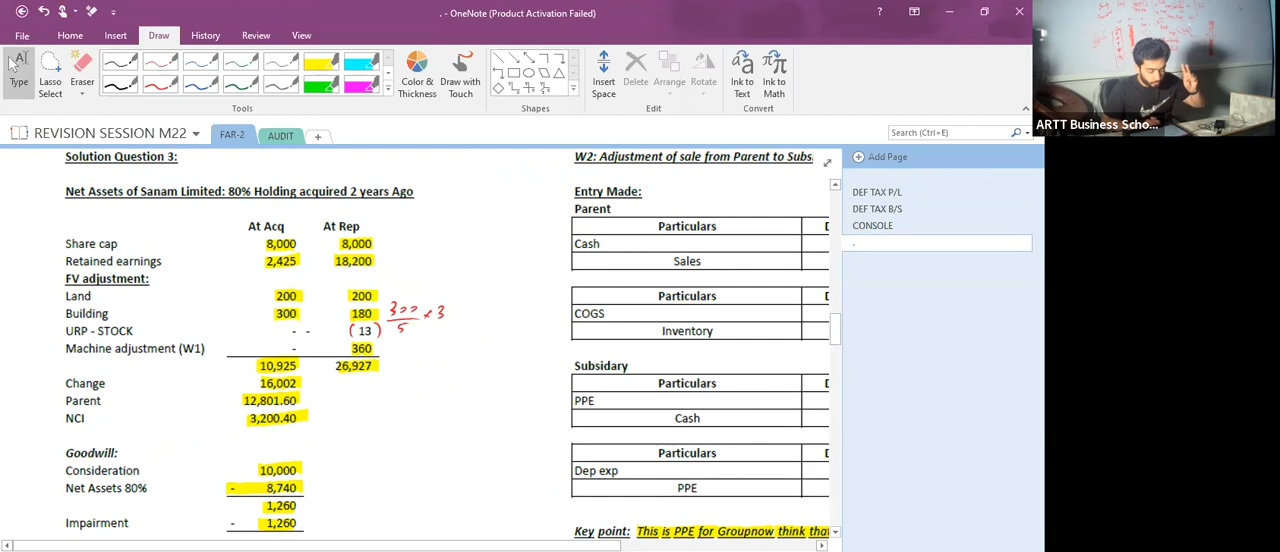 . - OneNote (Product Activation Failed)
File Home Insert Draw History Review View
Type Lasso Select Eraser Color & Thickness Draw with Touch Insert Space Delete Arrange Rotate Ink to Text Ink to Math
Tools Shapes Edit Convert
ARTT Business Scho...
REVISION SESSION M22 FAR-2 AUDIT + Search (Ctrl+E)
Add Page
DEF TAX P/L
DEF TAX B/S
CONSOLE
.
Solution Question 3:
Net Assets of Sanam Limited: 80% Holding acquired 2 years Ago
At Acq At Rep
Share cap 8,000 8,000
Retained earnings 2,425 18,200
FV adjustment:
Land 200 200
Building 300 180
300/5 × 3
URP - STOCK - - (13)
Machine adjustment (W1) - 360
10,925 26,927
Change 16,002
Parent 12,801.60
NCI 3,200.40
Goodwill:
Consideration 10,000
Net Assets 80% - 8,740
1,260
Impairment - 1,260
W2: Adjustment of sale from Parent to Subs
Entry Made:
Parent
Particulars D
Cash
Sales
Particulars D
COGS
Inventory
Subsidary
Particulars D
PPE
Cash
Particulars D
Dep exp
PPE
Key point: This is PPE for Groupnow think that